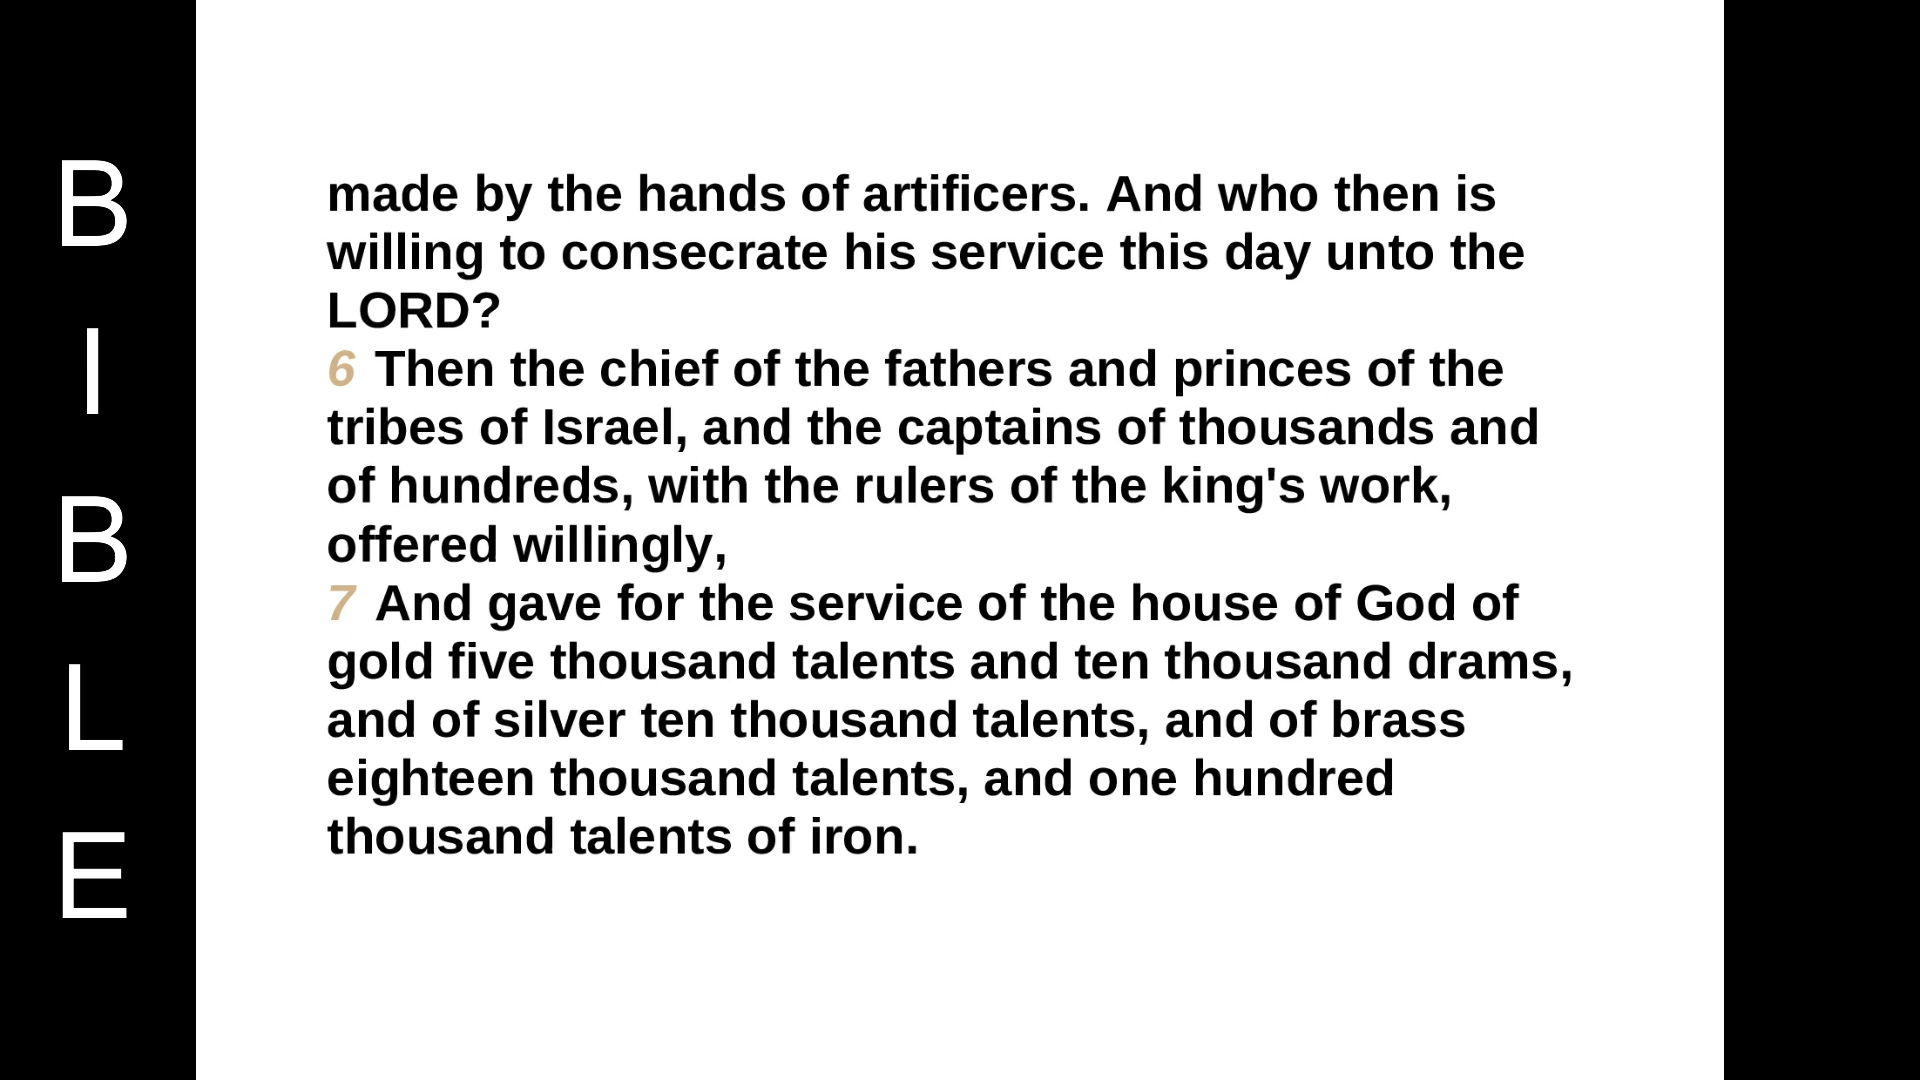 B
I
B
L
E
made by the hands of artificers. And who then is
willing to consecrate his service this day unto the
LORD?
6 Then the chief of the fathers and princes of the
tribes of Israel, and the captains of thousands and
of hundreds, with the rulers of the king's work,
offered willingly,
7 And gave for the service of the house of God of
gold five thousand talents and ten thousand drams,
and of silver ten thousand talents, and of brass
eighteen thousand talents, and one hundred
thousand talents of iron.